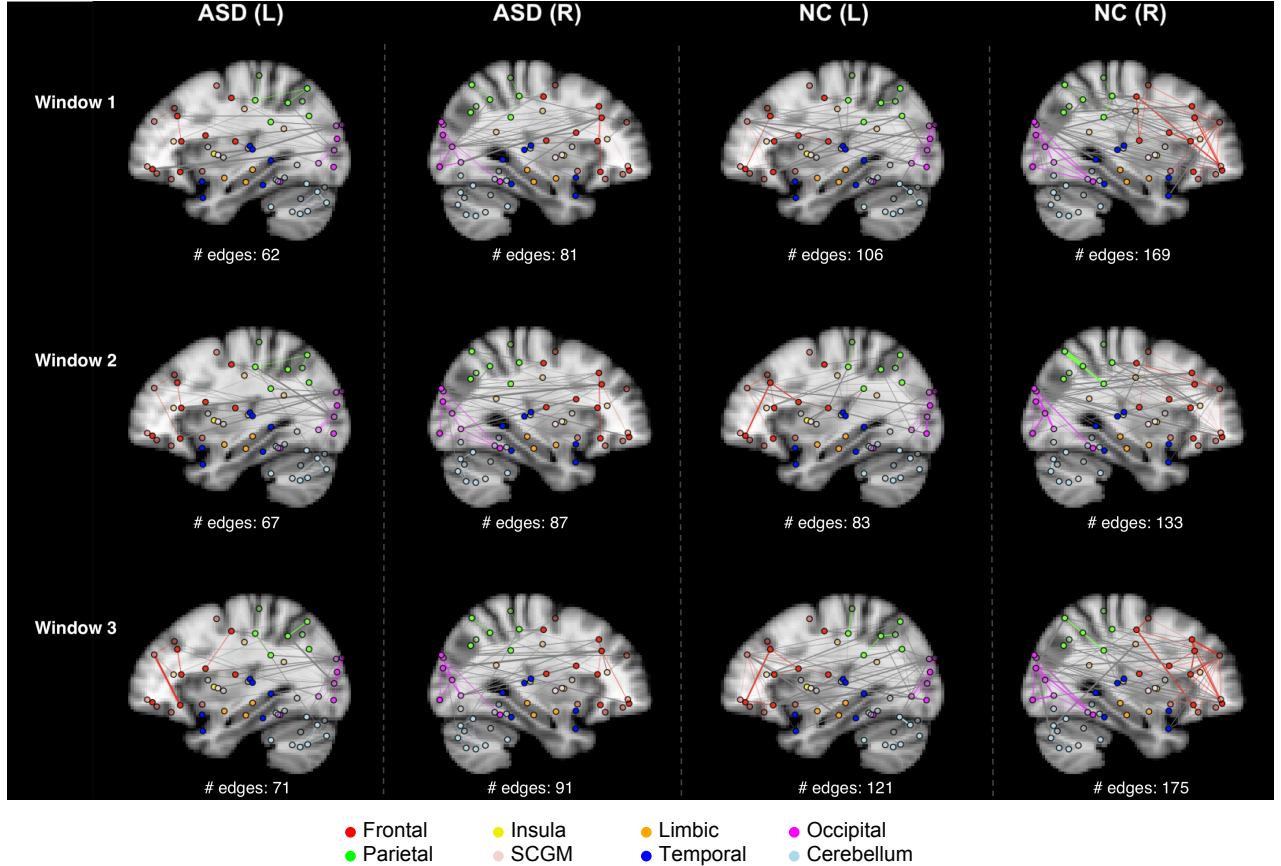 ASD (L) ASD (R) NC (L) NC (R)
Window 1
# edges: 62 # edges: 81 # edges: 106 # edges: 169
Window 2
# edges: 67 # edges: 87 # edges: 83 # edges: 133
Window 3
# edges: 71 # edges: 91 # edges: 121 # edges: 175
Frontal Insula Limbic Occipital
Parietal SCGM Temporal Cerebellum